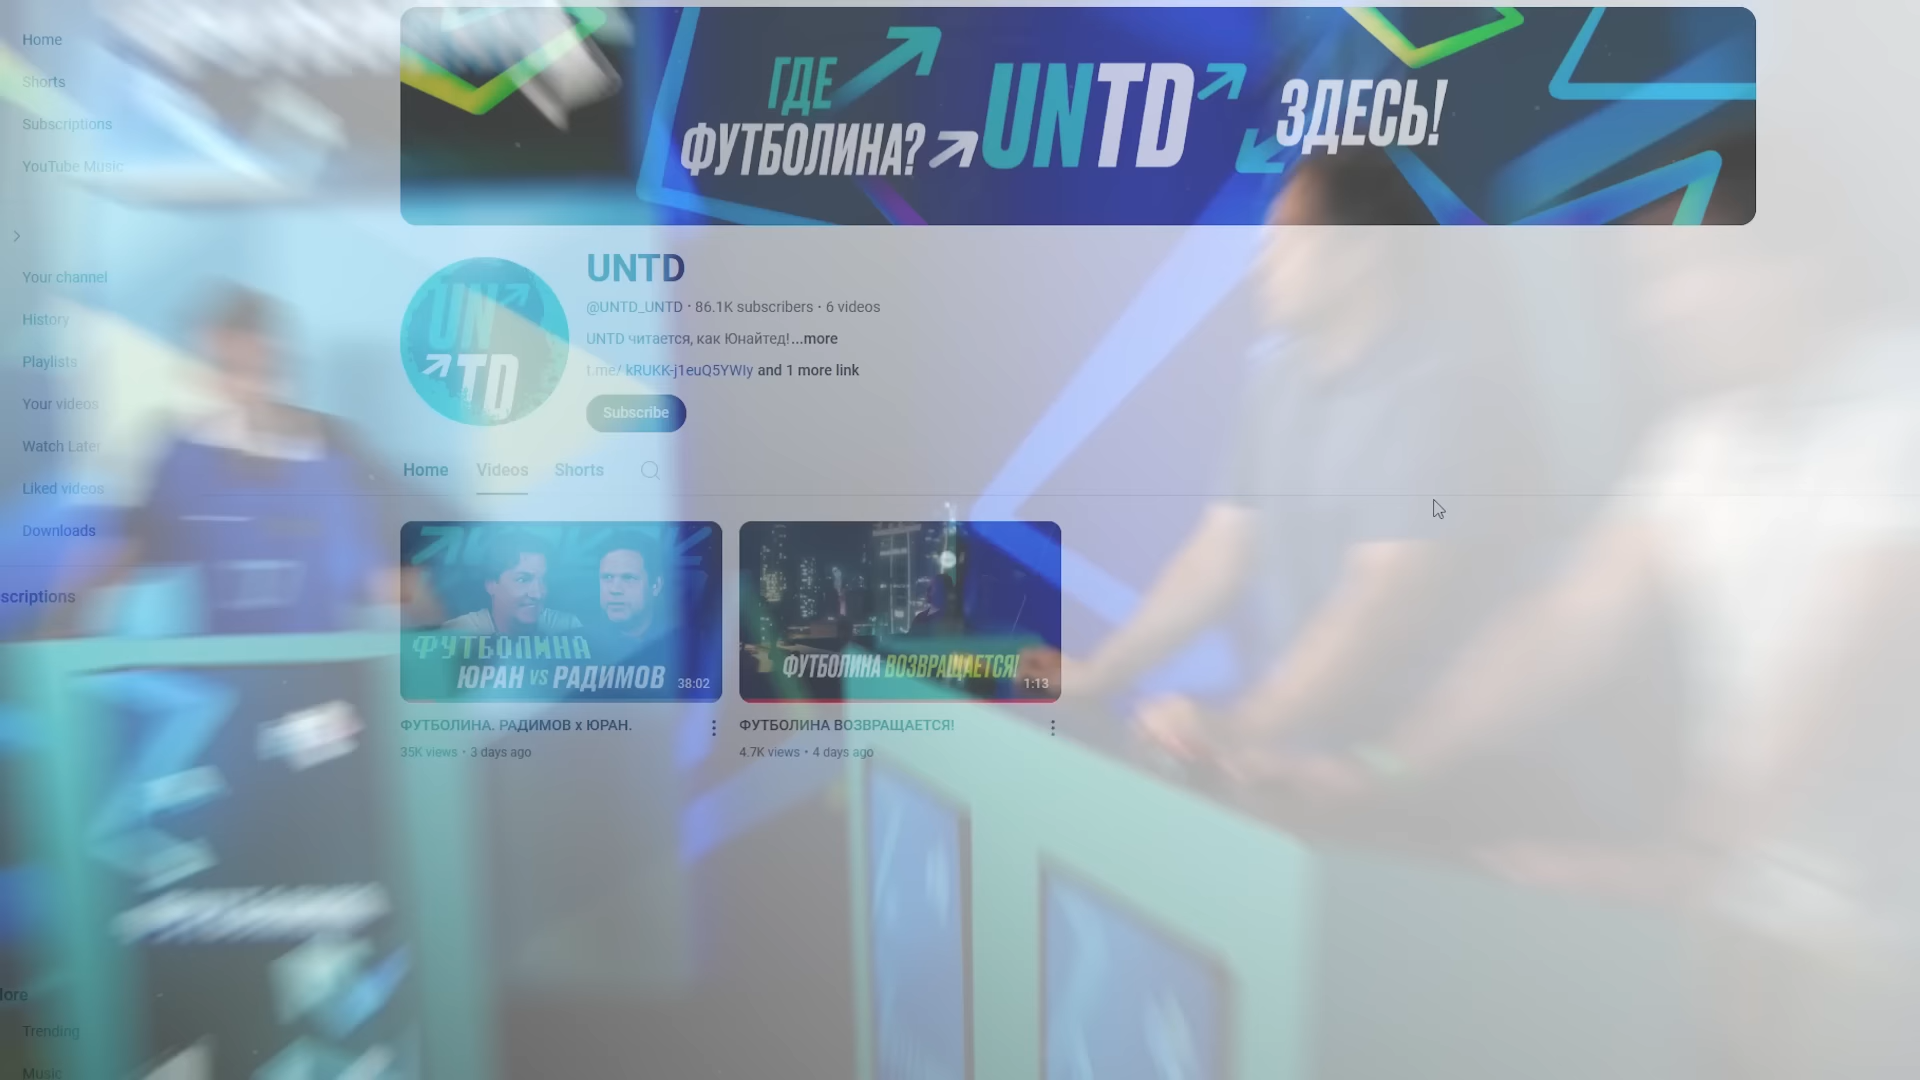 Home
Shorts
Subscriptions
YouTube Music
Your channel
History
Playlists
Your videos
Watch Later
Liked videos
Downloads
scriptions
lore
Trending
Music
ГДЕ
ФУТБОЛИНА?
UNTD
ЗДЕСЬ!
UN
TD
UNTD
@UNTD_UNTD · 86.1K subscribers · 6 videos
UNTD читается, как Юнайтед!...more
t.me/ kRUKK-j1euQ5YWIy and 1 more link
Subscribe
Home Videos Shorts
ФУТБОЛИНА
ЮРАН VS РАДИМОВ
38:02
ФУТБОЛИНА. РАДИМОВ х ЮРАН.
35K views · 3 days ago
ФУТБОЛИНА ВОЗВРАЩАЕТСЯ!
1:13
ФУТБОЛИНА ВОЗВРАЩАЕТСЯ!
4.7K views · 4 days ago